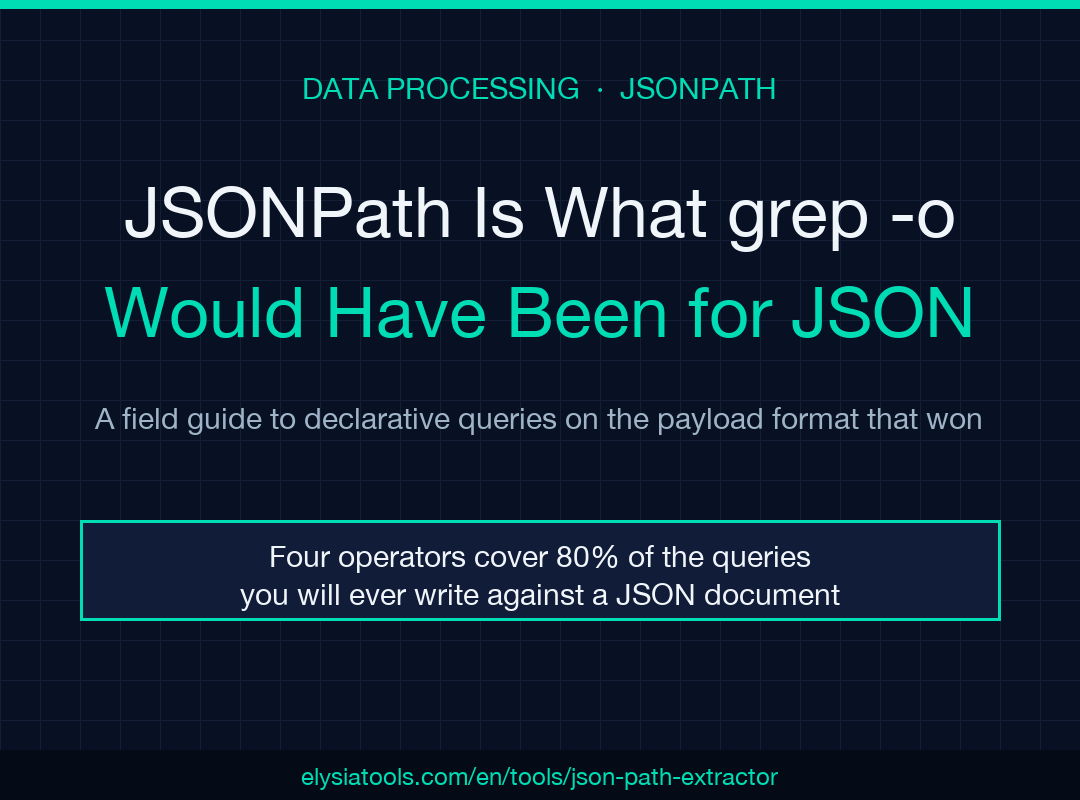 DATA PROCESSING · JSONPATH
JSONPath Is What grep -o
Would Have Been for JSON
A field guide to declarative queries on the payload format that won
Four operators cover 80% of the queries
you will ever write against a JSON document
elysiatools.com/en/tools/json-path-extractor